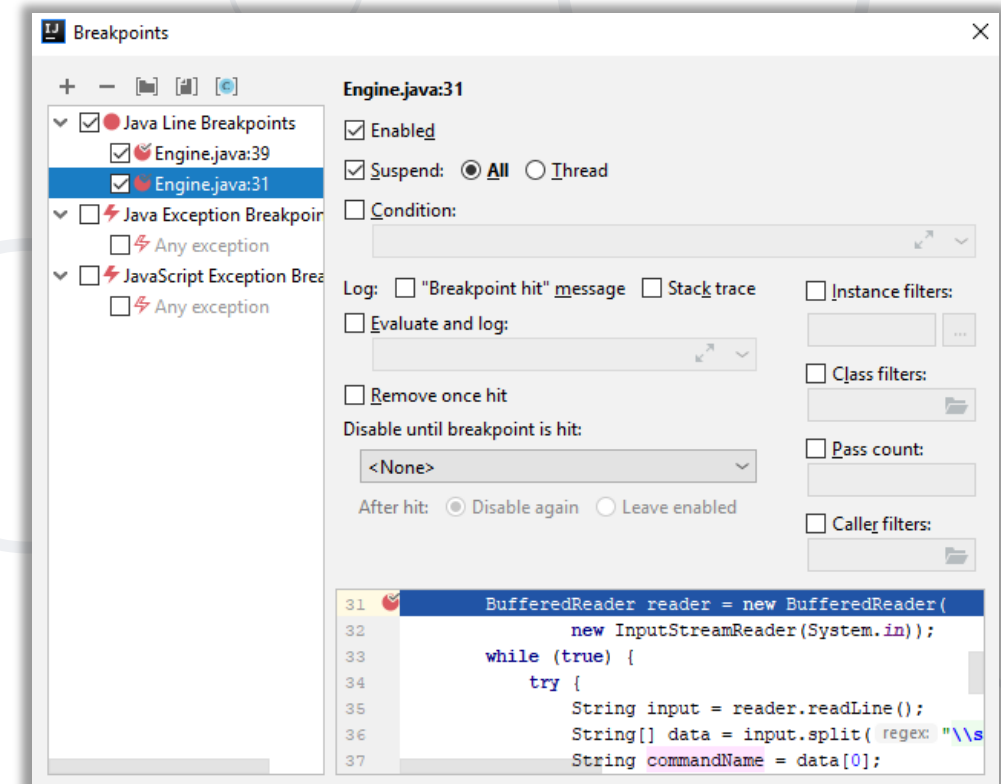 Breakpoints
Engine.java:31
Java Line Breakpoints
Engine.java:39
Engine.java:31
Java Exception Breakpoin
Any exception
JavaScript Exception Brea
Any exception
Enabled
Suspend: All Thread
Condition:
Log: "Breakpoint hit" message Stack trace
Instance filters:
...
Evaluate and log:
Class filters:
Remove once hit
Disable until breakpoint is hit:
<None>
Pass count:
After hit: Disable again Leave enabled
Caller filters:
31 BufferedReader reader = new BufferedReader(
32 new InputStreamReader(System.in));
33 while (true) {
34 try {
35 String input = reader.readLine();
36 String[] data = input.split( regex: "\\s
37 String commandName = data[0];